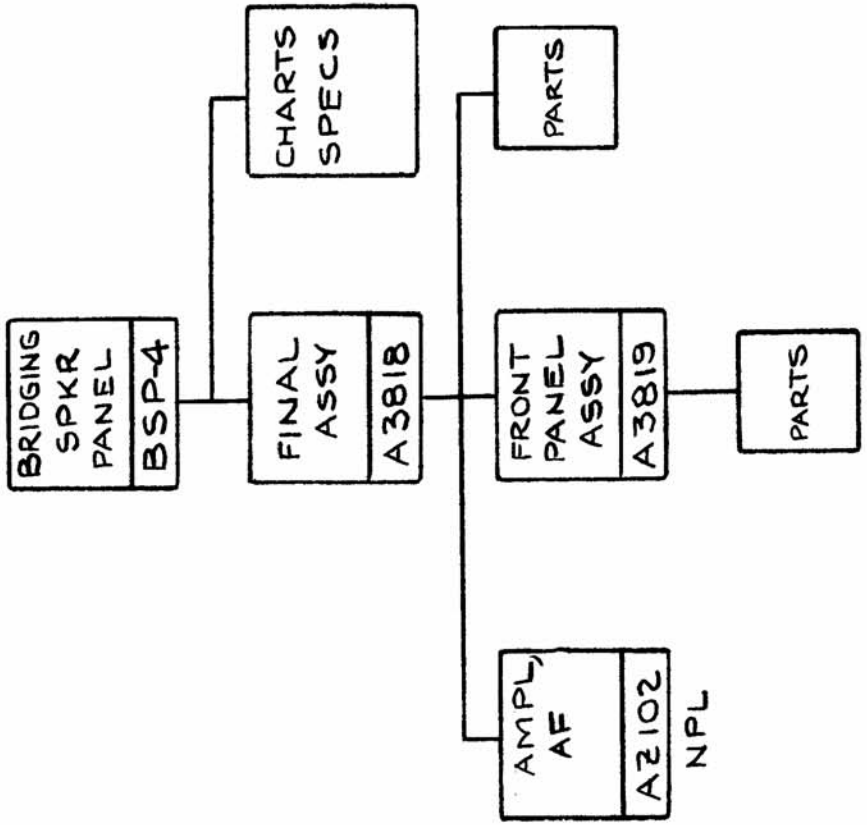 BRIDGING
SPKR
PANEL
BSP-4
CHARTS
SPECS
FINAL
ASSY
A3818
AMPL,
AF
AZ102
NPL
FRONT
PANEL
ASSY
A3819
PARTS
PARTS